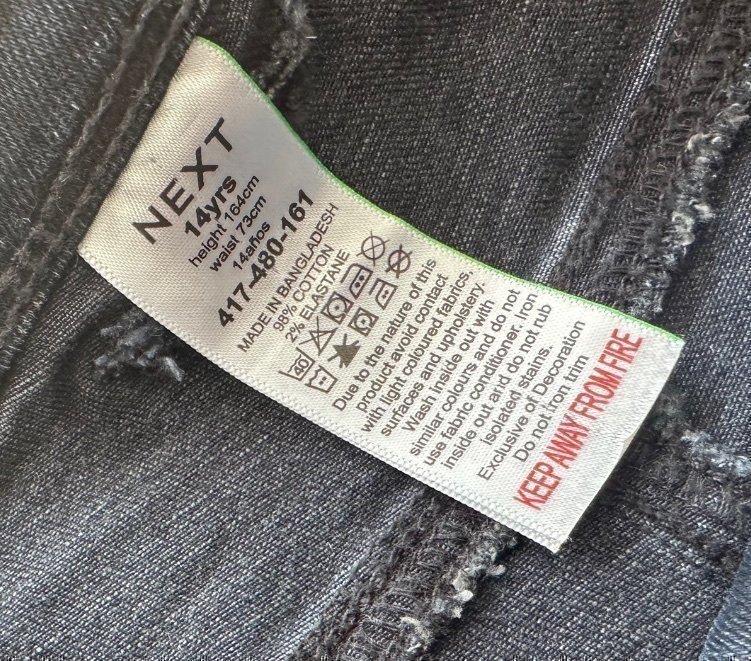 NEXT
14yrs
height 164cm
waist 73cm
14años
417-480-161
MADE IN BANGLADESH
98% COTTON
2% ELASTANE
40
Due to the nature of this
product avoid contact
with light coloured fabrics,
surfaces and upholstery.
Wash inside out with
similar colours and do not
use fabric conditioner. Iron
inside out and do not rub
isolated stains.
Exclusive of Decoration
Do not iron trim
KEEP AWAY FROM FIRE